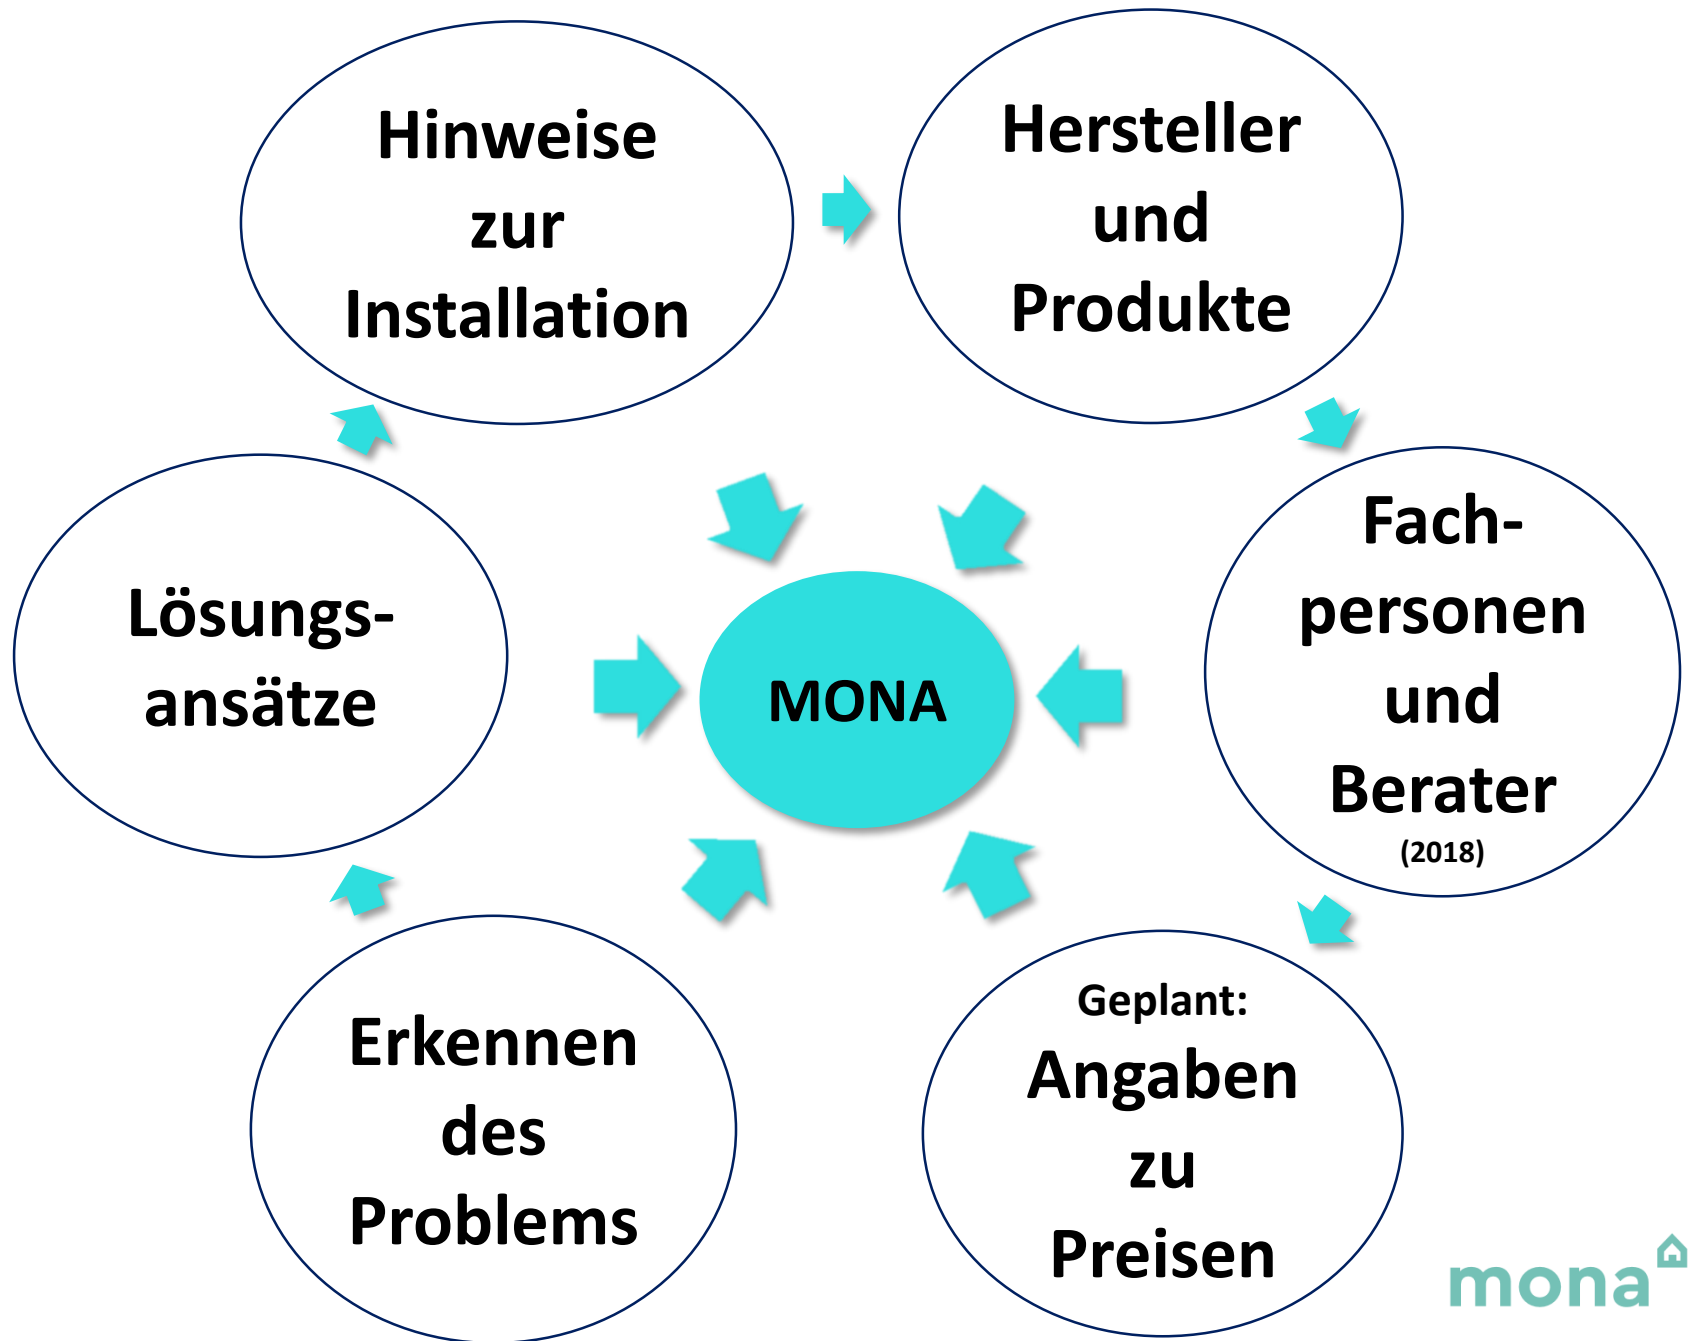 Hinweise
zur
Installation
Hersteller
und
Produkte
Lösungs-
ansätze
MONA
Fach-
personen
und
Berater
(2018)
Erkennen
des
Problems
Geplant:
Angaben
zu
Preisen
mona